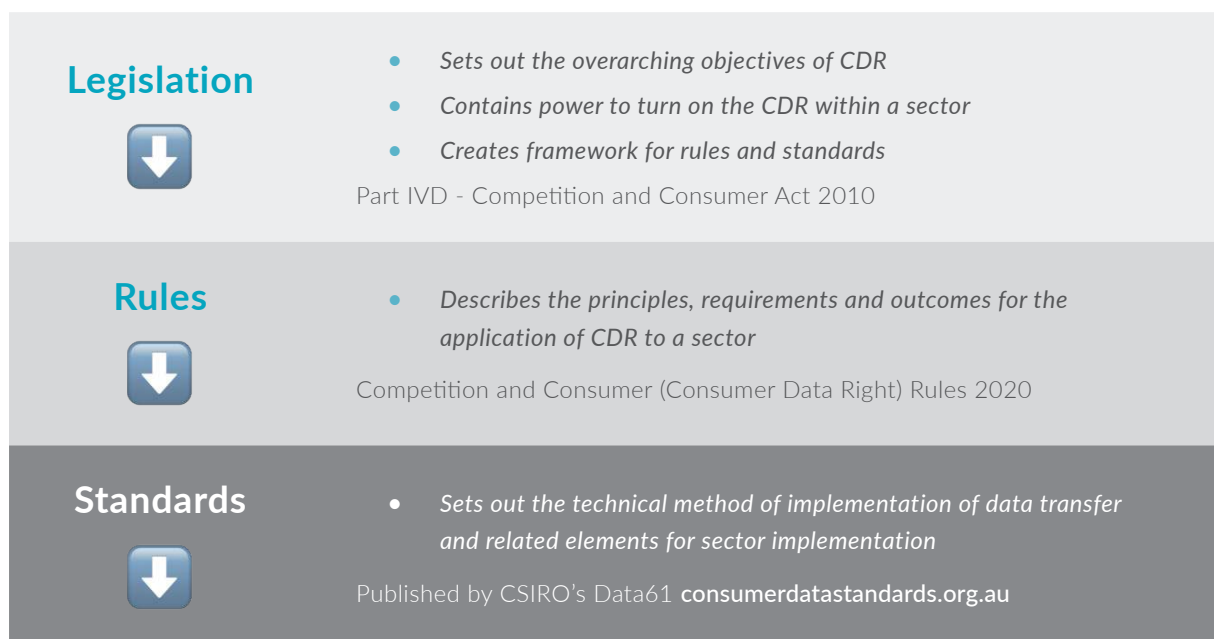 Legislation
• Sets out the overarching objectives of CDR
• Contains power to turn on the CDR within a sector
• Creates framework for rules and standards
Part IVD - Competition and Consumer Act 2010
Rules
• Describes the principles, requirements and outcomes for the
application of CDR to a sector
Competition and Consumer (Consumer Data Right) Rules 2020
Standards
• Sets out the technical method of implementation of data transfer
and related elements for sector implementation
Published by CSIRO’s Data61 consumerdatastandards.org.au